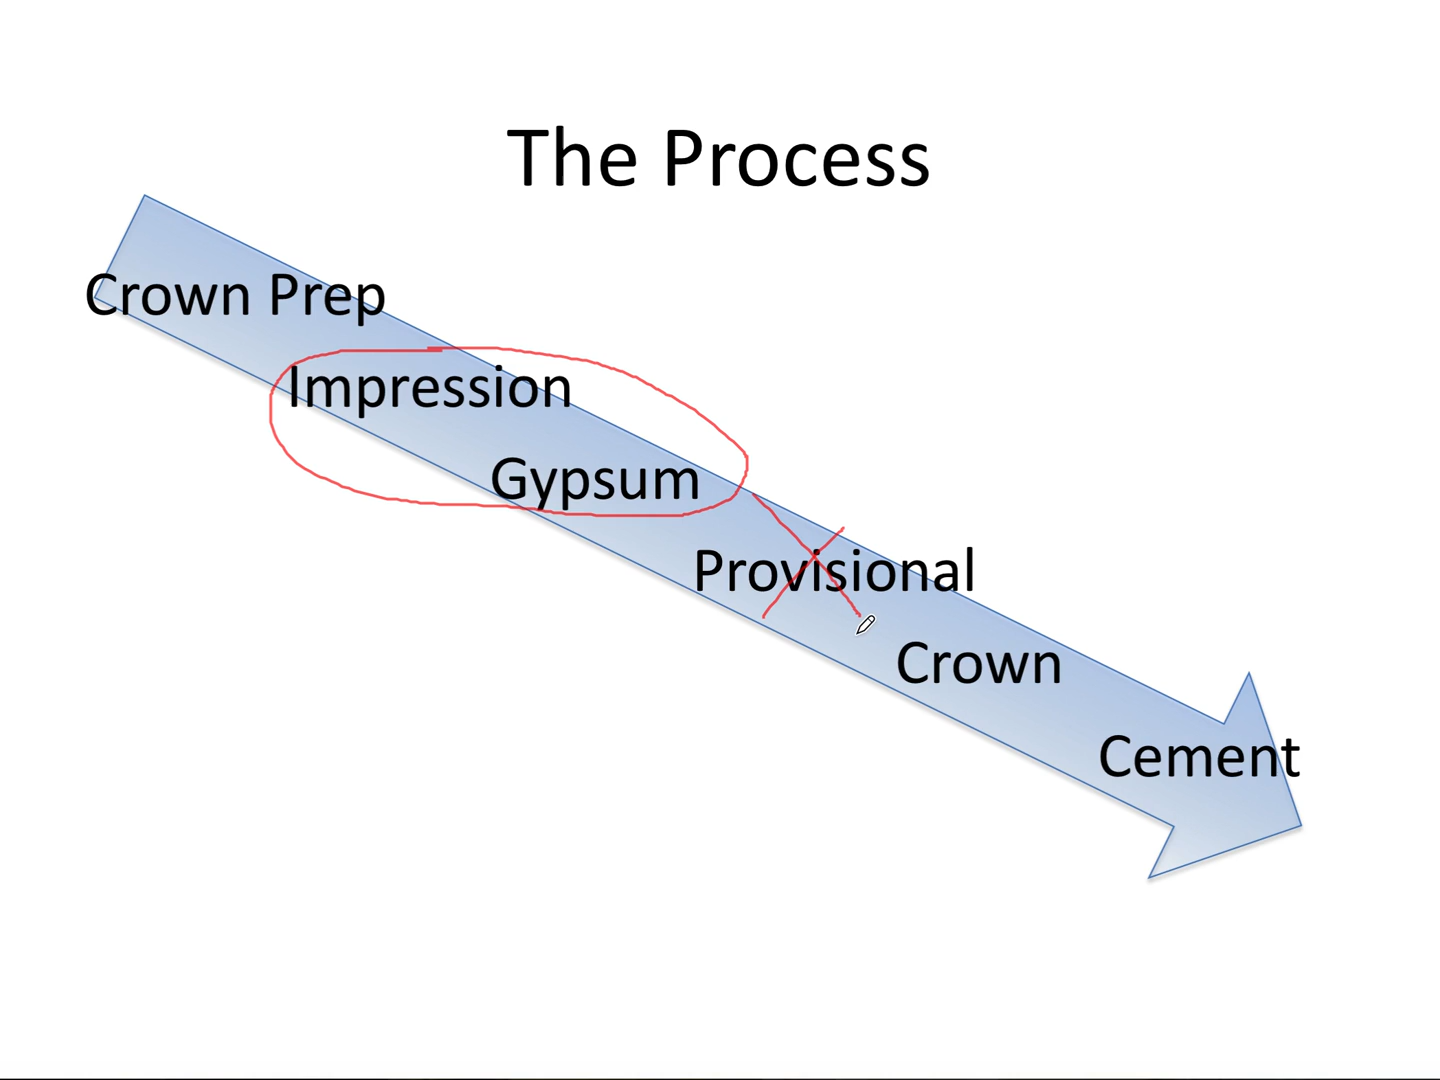 The Process
Crown Prep
Impression
Gypsum
Provisional
Crown
Cement